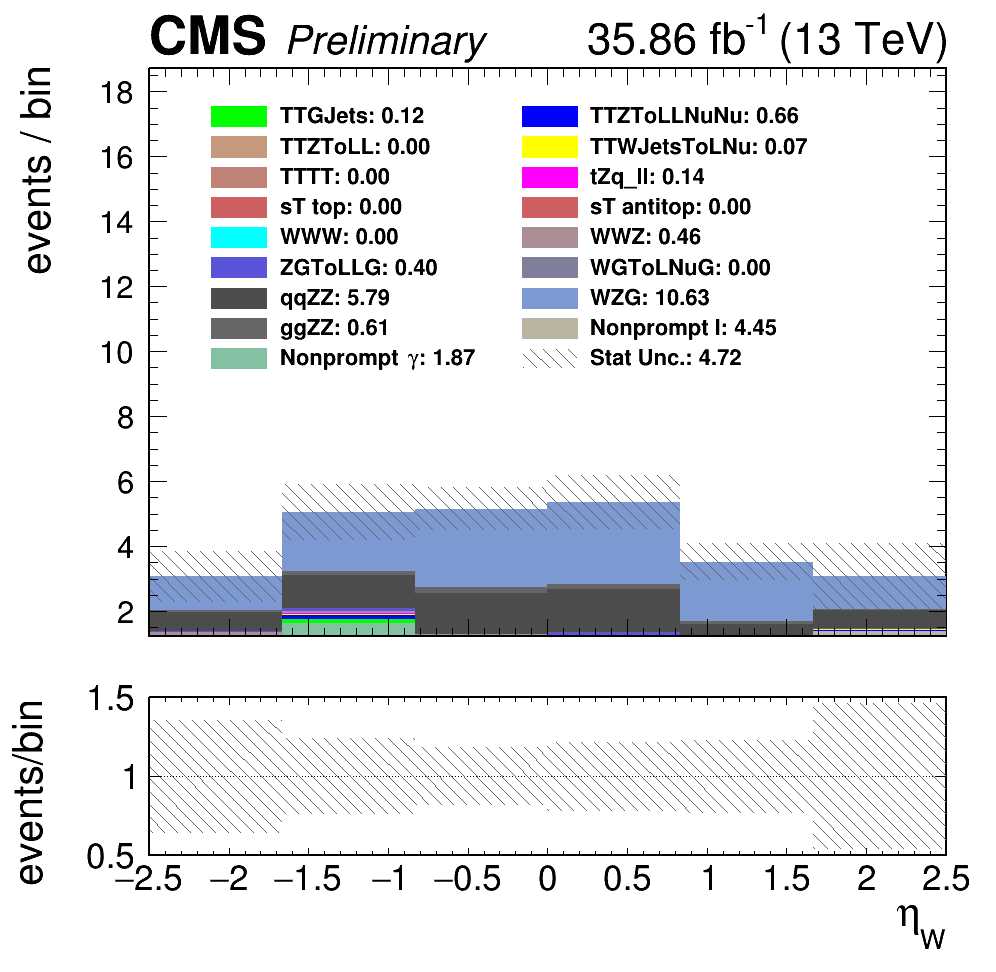 CMS Preliminary 35.86 fb-1 (13 TeV)
events / bin
18
16
14
12
10
8
6
4
2
TTGJets: 0.12 TTZToLLNuNu: 0.66
TTZToLL: 0.00 TTWJetsToLNu: 0.07
TTTT: 0.00 tZq_ll: 0.14
sT top: 0.00 sT antitop: 0.00
WWW: 0.00 WWZ: 0.46
ZGToLLG: 0.40 WGToLNuG: 0.00
qqZZ: 5.79 WZG: 10.63
ggZZ: 0.61 Nonprompt l: 4.45
Nonprompt γ: 1.87 Stat Unc.: 4.72
events/bin
1.5
1
0.5
−2.5 −2 −1.5 −1 −0.5 0 0.5 1 1.5 2 2.5
ηW